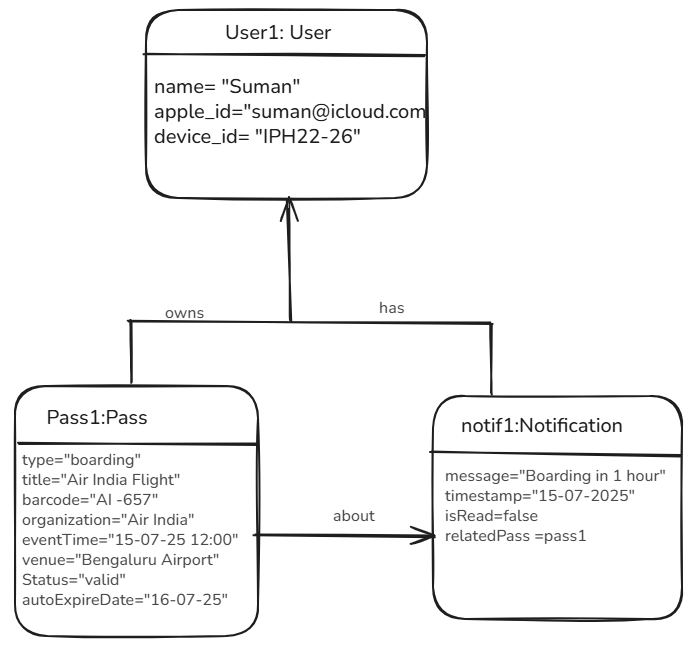 User1: User
name= "Suman"
apple_id="suman@icloud.com
device_id= "IPH22-26"
owns
has
Pass1:Pass
type="boarding"
title="Air India Flight"
barcode="AI -657"
organization="Air India"
eventTime="15-07-25 12:00"
venue="Bengaluru Airport"
Status="valid"
autoExpireDate="16-07-25"
about
notif1:Notification
message="Boarding in 1 hour"
timestamp="15-07-2025"
isRead=false
relatedPass =pass1